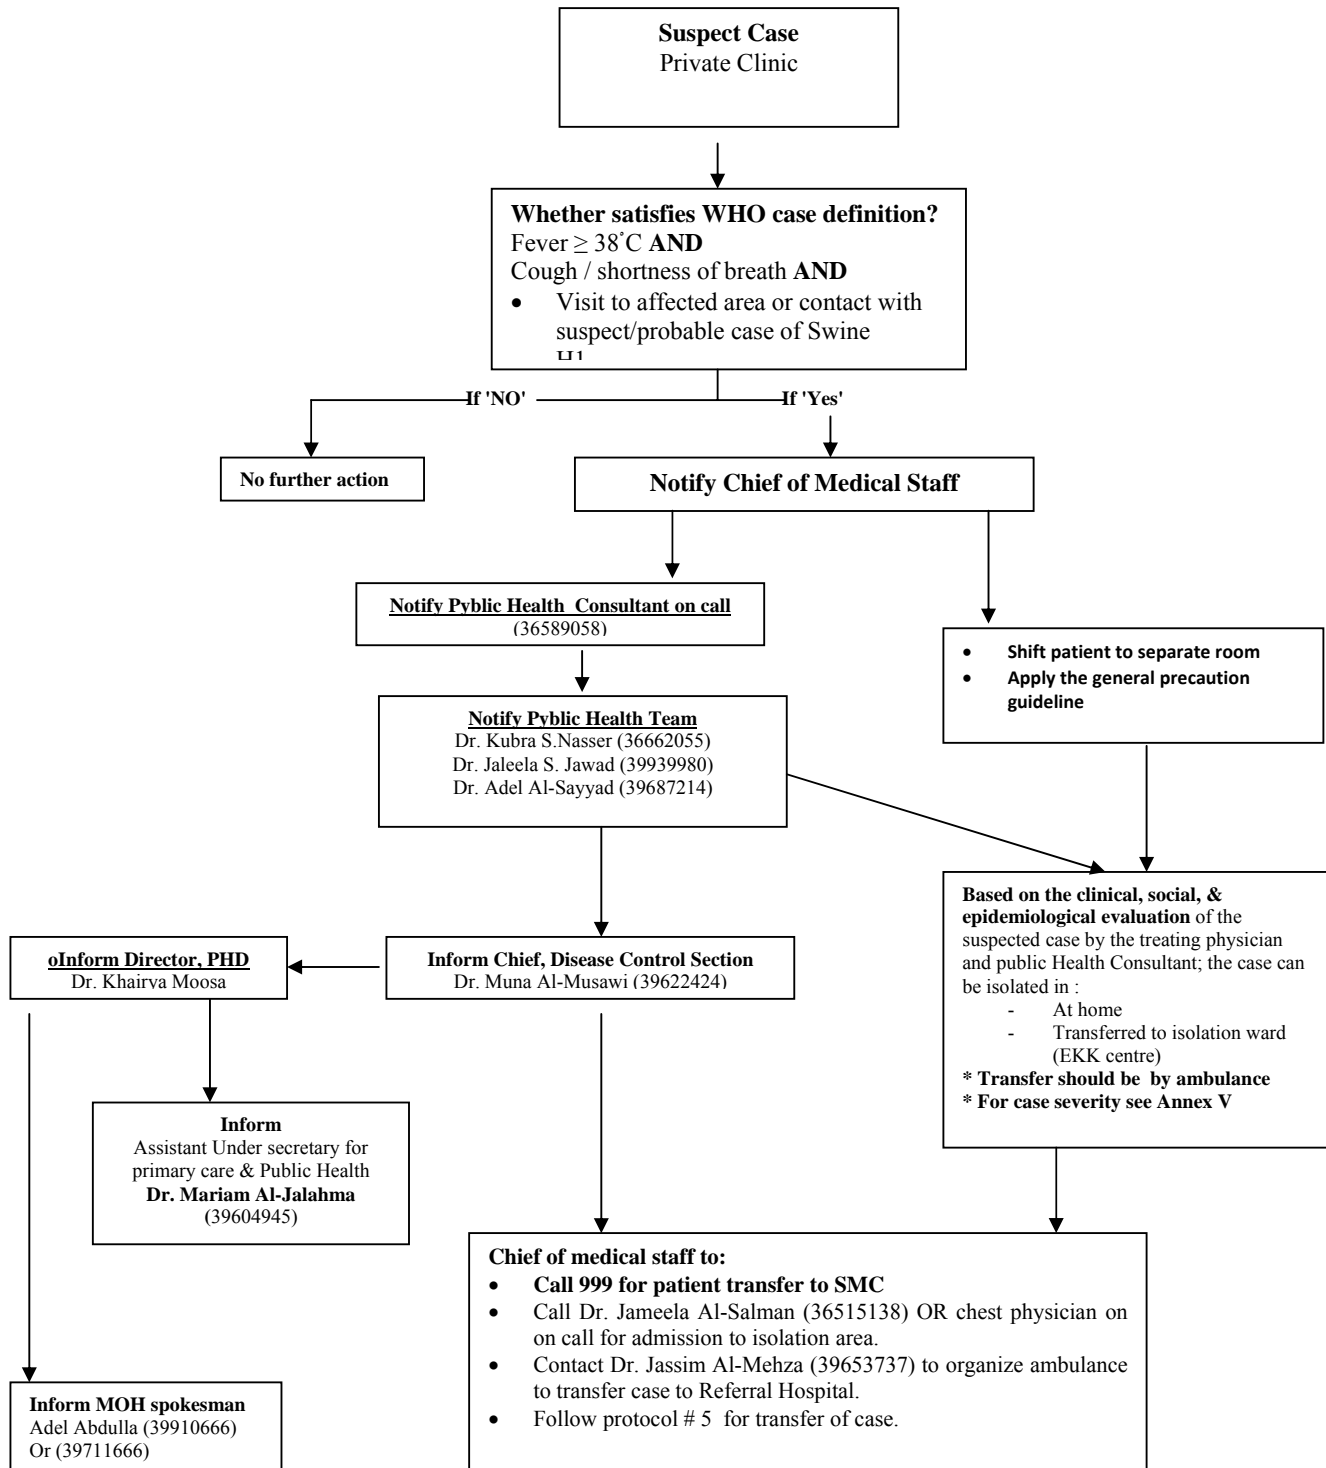 Suspect Case
Private Clinic
Whether satisfies WHO case definition?
Fever ≥ 38˚C AND
Cough / shortness of breath AND
• Visit to affected area or contact with
suspect/probable case of Swine
H1
If 'NO'
If 'Yes'
No further action
Notify Chief of Medical Staff
Notify Pyblic Health Consultant on call
(36589058)
• Shift patient to separate room
• Apply the general precaution
guideline
Notify Pyblic Health Team
Dr. Kubra S.Nasser (36662055)
Dr. Jaleela S. Jawad (39939980)
Dr. Adel Al-Sayyad (39687214)
Based on the clinical, social, &
epidemiological evaluation of the
suspected case by the treating physician
and public Health Consultant; the case can
be isolated in :
- At home
- Transferred to isolation ward
(EKK centre)
* Transfer should be by ambulance
* For case severity see Annex V
oInform Director, PHD
Dr. Khairva Moosa
Inform Chief, Disease Control Section
Dr. Muna Al-Musawi (39622424)
Inform
Assistant Under secretary for
primary care & Public Health
Dr. Mariam Al-Jalahma
(39604945)
Chief of medical staff to:
• Call 999 for patient transfer to SMC
• Call Dr. Jameela Al-Salman (36515138) OR chest physician on
on call for admission to isolation area.
• Contact Dr. Jassim Al-Mehza (39653737) to organize ambulance
to transfer case to Referral Hospital.
• Follow protocol # 5 for transfer of case.
Inform MOH spokesman
Adel Abdulla (39910666)
Or (39711666)